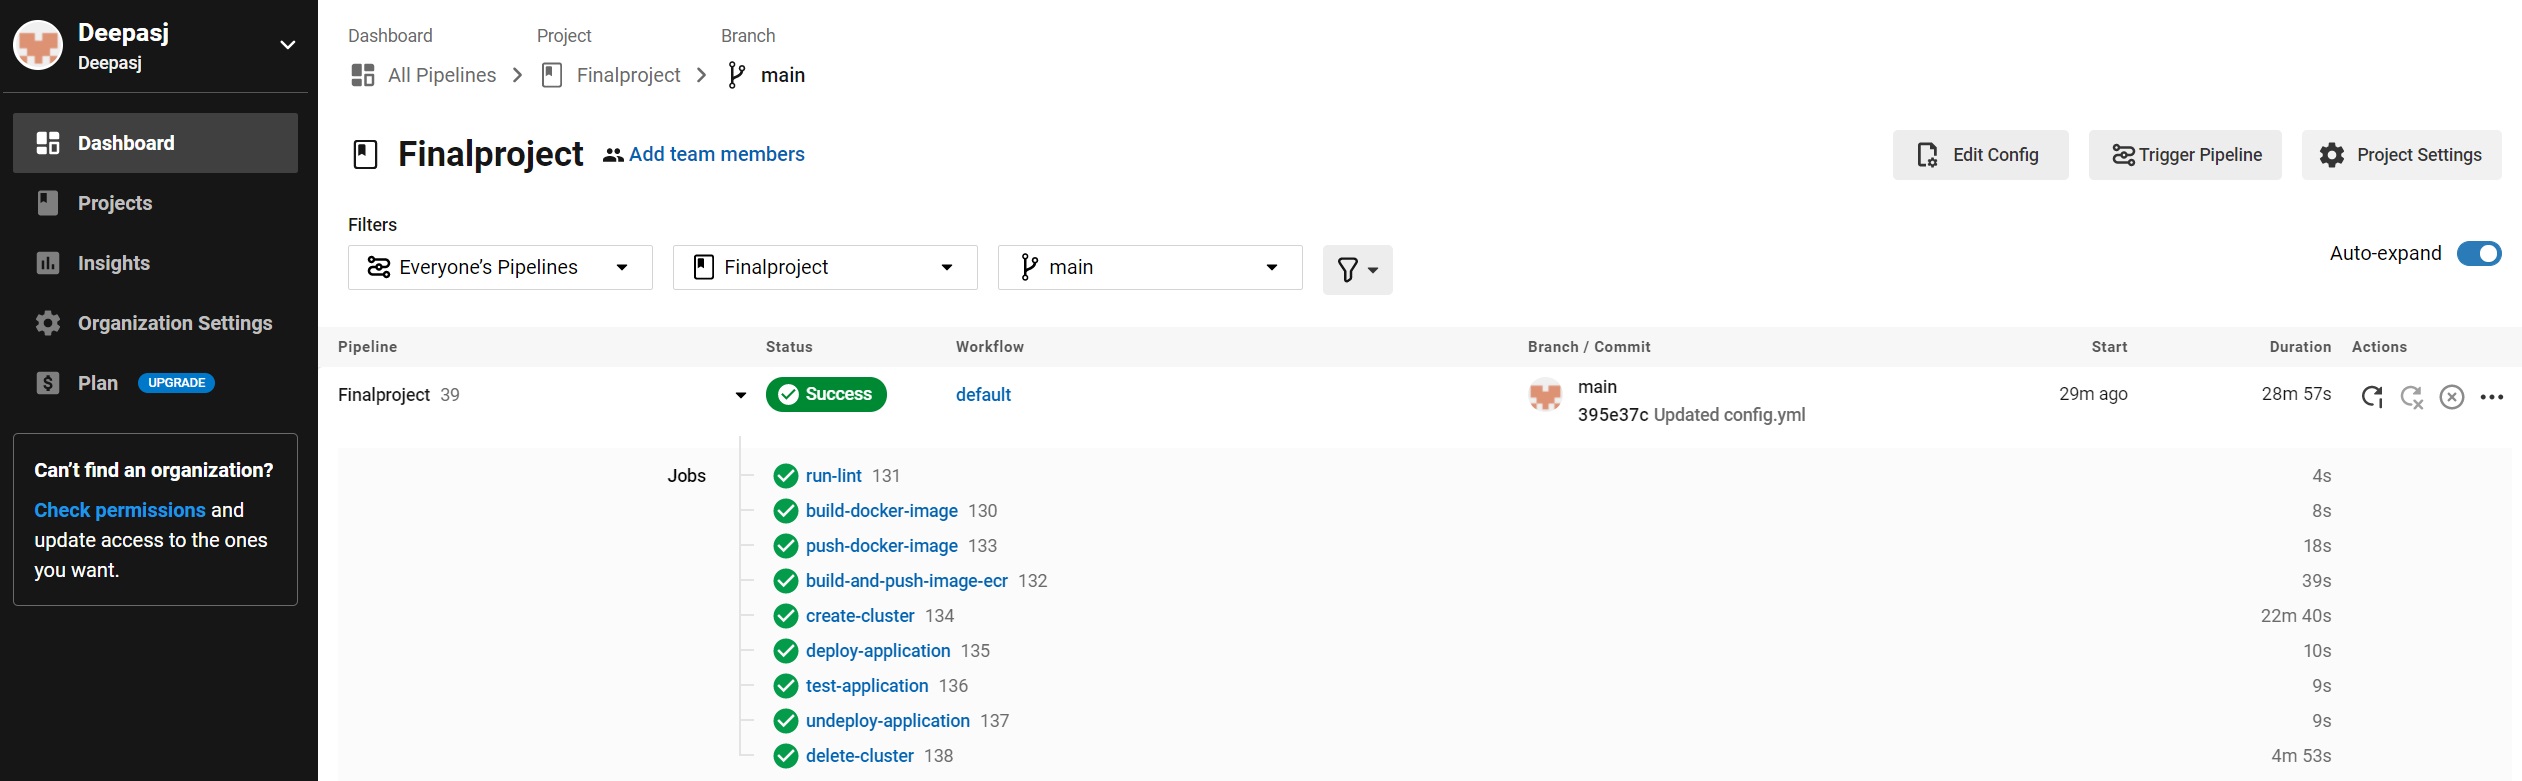 Deepasj
Deepasj
Dashboard
Projects
Insights
Organization Settings
Plan UPGRADE
Can’t find an organization?
Check permissions and
update access to the ones
you want.
Dashboard Project Branch
All Pipelines Finalproject main
Finalproject Add team members
Edit Config Trigger Pipeline Project Settings
Filters
Everyone’s Pipelines Finalproject main
Auto-expand
Pipeline Status Workflow Branch / Commit Start Duration Actions
Finalproject 39 Success default main 29m ago 28m 57s
395e37c Updated config.yml
Jobs run-lint 131 4s
build-docker-image 130 8s
push-docker-image 133 18s
build-and-push-image-ecr 132 39s
create-cluster 134 22m 40s
deploy-application 135 10s
test-application 136 9s
undeploy-application 137 9s
delete-cluster 138 4m 53s